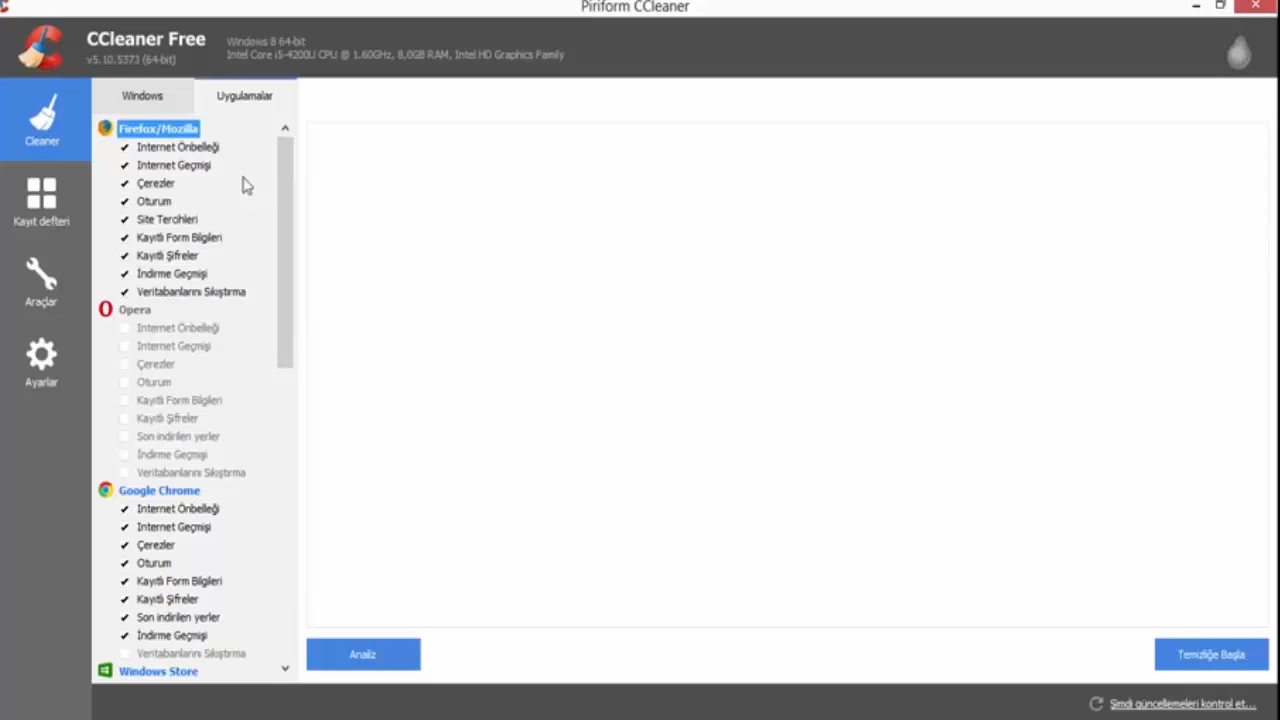 Piriform CCleaner
CCleaner Free
v5.10.5373 (64-bit)
Windows 8 64-bit
Intel Core i5-4200U CPU @ 1.60GHz, 8,0GB RAM, Intel HD Graphics Family
Cleaner
Kayıt defteri
Araçlar
Ayarlar
Windows
Uygulamalar
Firefox/Mozilla
Internet Önbelleği
Internet Geçmişi
Çerezler
Oturum
Site Tercihleri
Kayıtlı Form Bilgileri
Kayıtlı Şifreler
İndirme Geçmişi
Veritabanlarını Sıkıştırma
Opera
Internet Önbelleği
Internet Geçmişi
Çerezler
Oturum
Kayıtlı Form Bilgileri
Kayıtlı Şifreler
Son indirilen yerler
İndirme Geçmişi
Veritabanlarını Sıkıştırma
Google Chrome
Internet Önbelleği
Internet Geçmişi
Çerezler
Oturum
Kayıtlı Form Bilgileri
Kayıtlı Şifreler
Son indirilen yerler
İndirme Geçmişi
Veritabanlarını Sıkıştırma
Windows Store
Analiz
Temizliğe Başla
Şimdi güncellemeleri kontrol et...